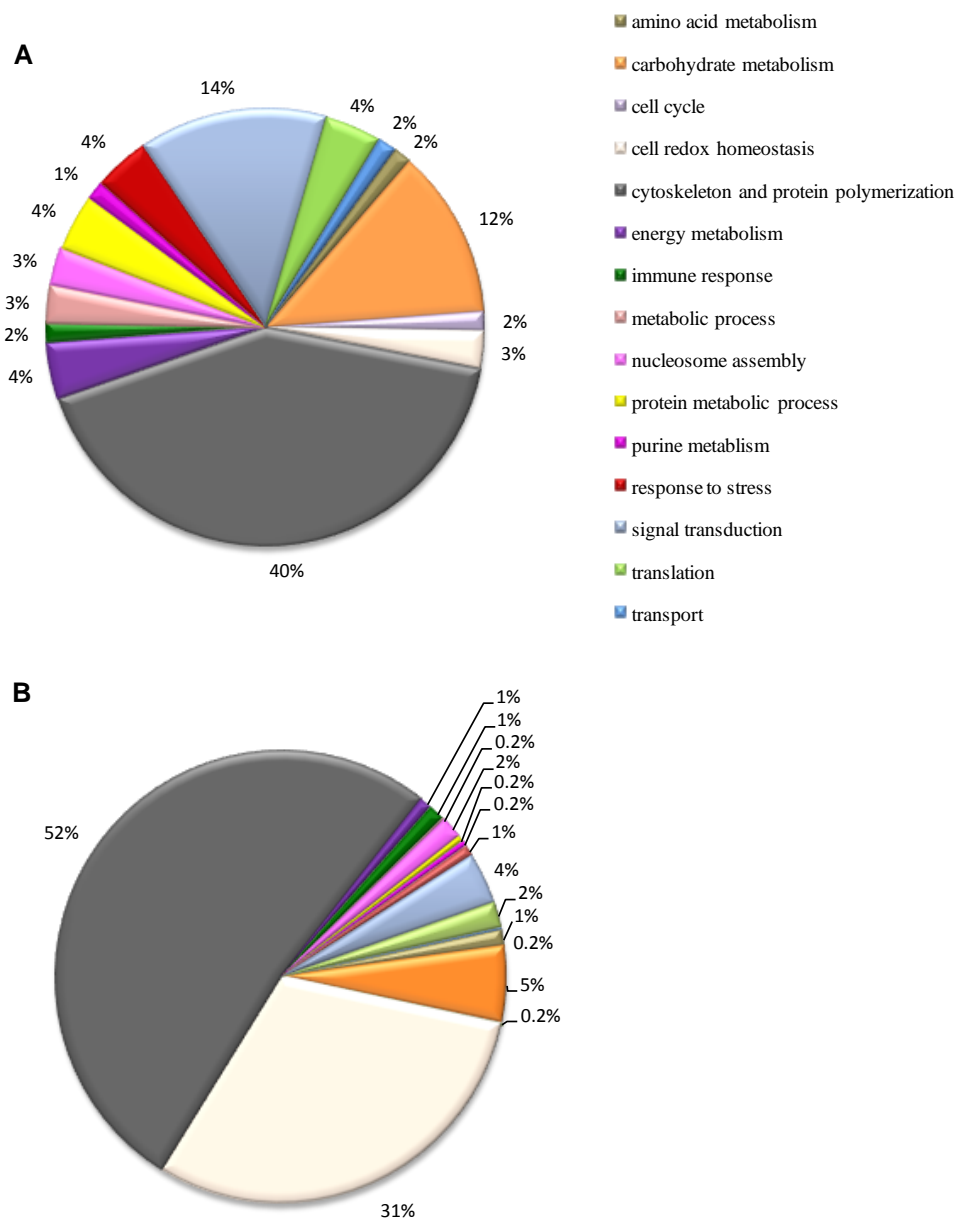 A
14%
4%
2%
2%
12%
2%
3%
40%
4%
2%
3%
3%
4%
1%
4%
amino acid metabolism
carbohydrate metabolism
cell cycle
cell redox homeostasis
cytoskeleton and protein polymerization
energy metabolism
immune response
metabolic process
nucleosome assembly
protein metabolic process
purine metablism
response to stress
signal transduction
translation
transport
B
1%
1%
0.2%
2%
0.2%
0.2%
1%
4%
2%
1%
0.2%
5%
0.2%
31%
52%